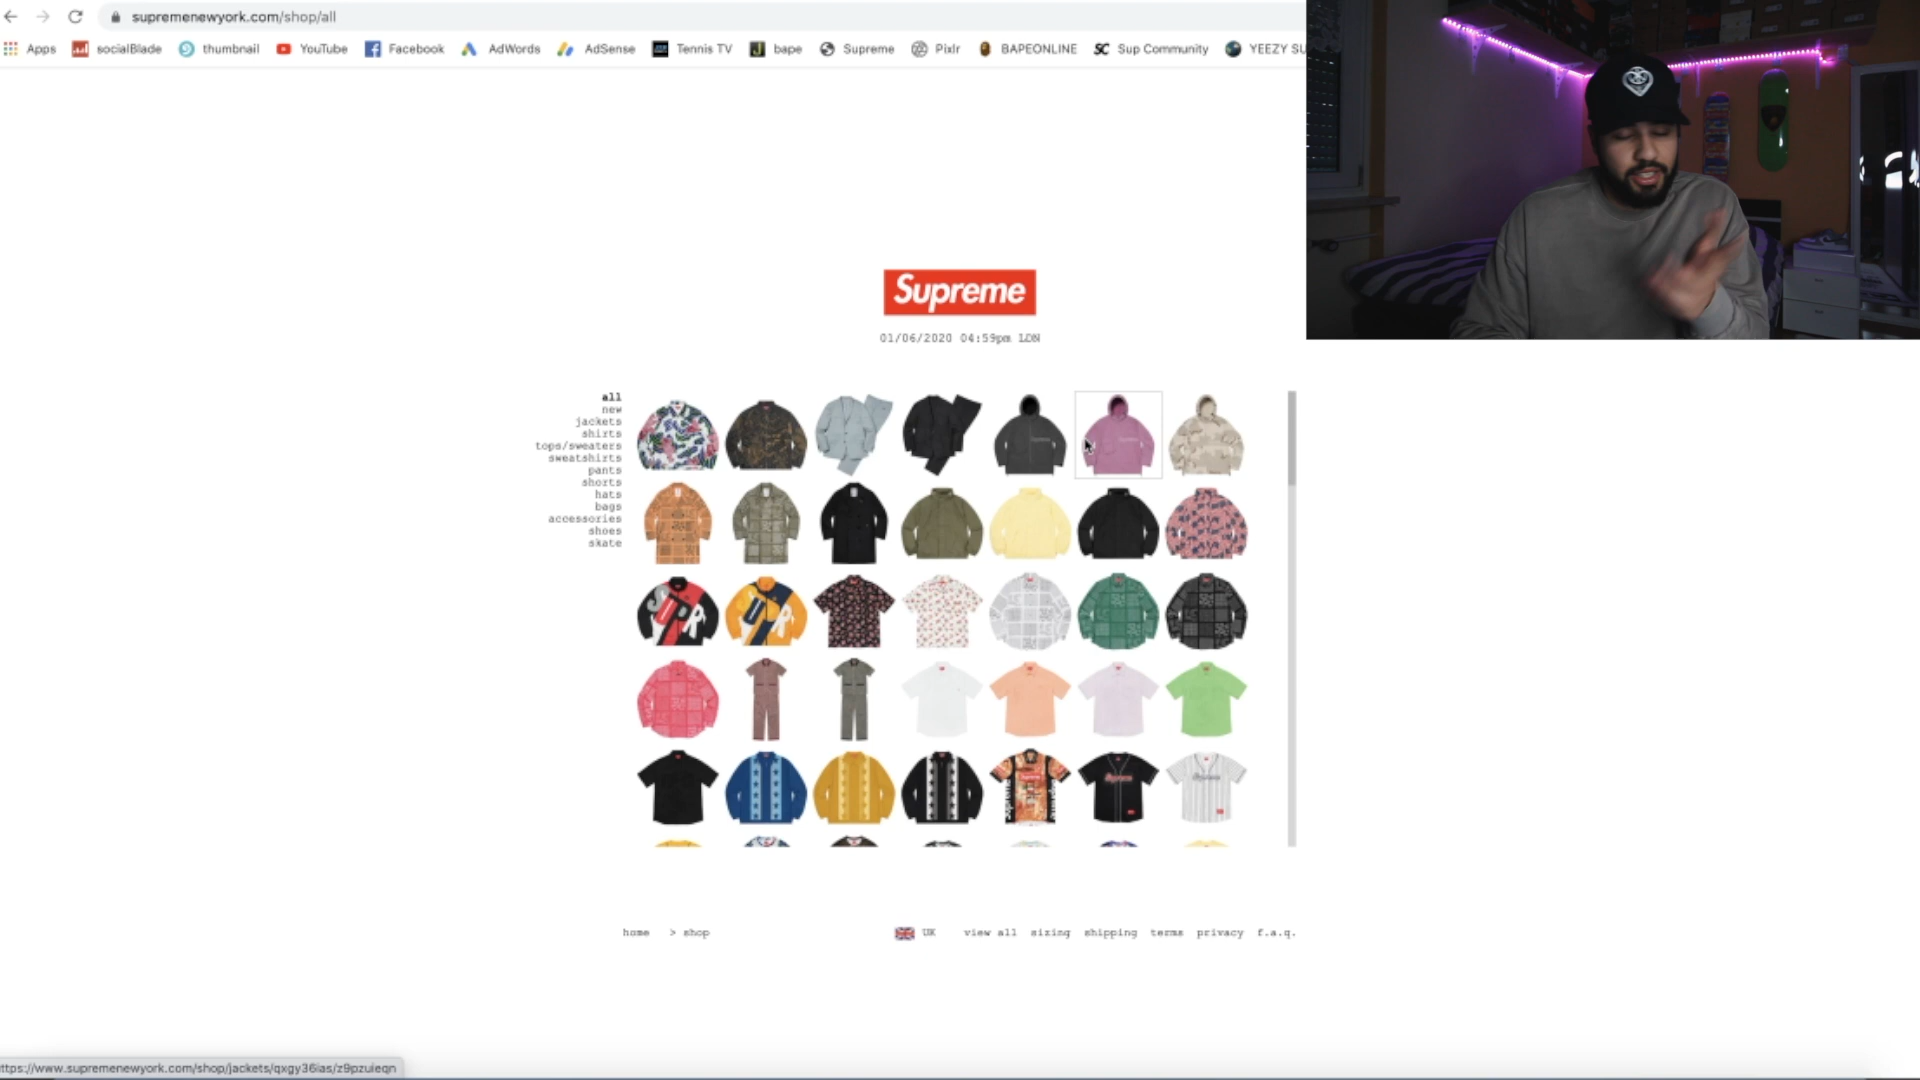 supremenewyork.com/shop/all
Apps socialBlade thumbnail YouTube Facebook AdWords AdSense Tennis TV bape Supreme Pixlr BAPEONLINE Sup Community YEEZY SU
Supreme
01/06/2020 04:59pm LDN
all
new
jackets
shirts
tops/sweaters
sweatshirts
pants
shorts
hats
bags
accessories
shoes
skate
home > shop
UK view all sizing shipping terms privacy f.a.q.
ttps://www.supremenewyork.com/shop/jackets/qxgy36ias/z9pzuieqn